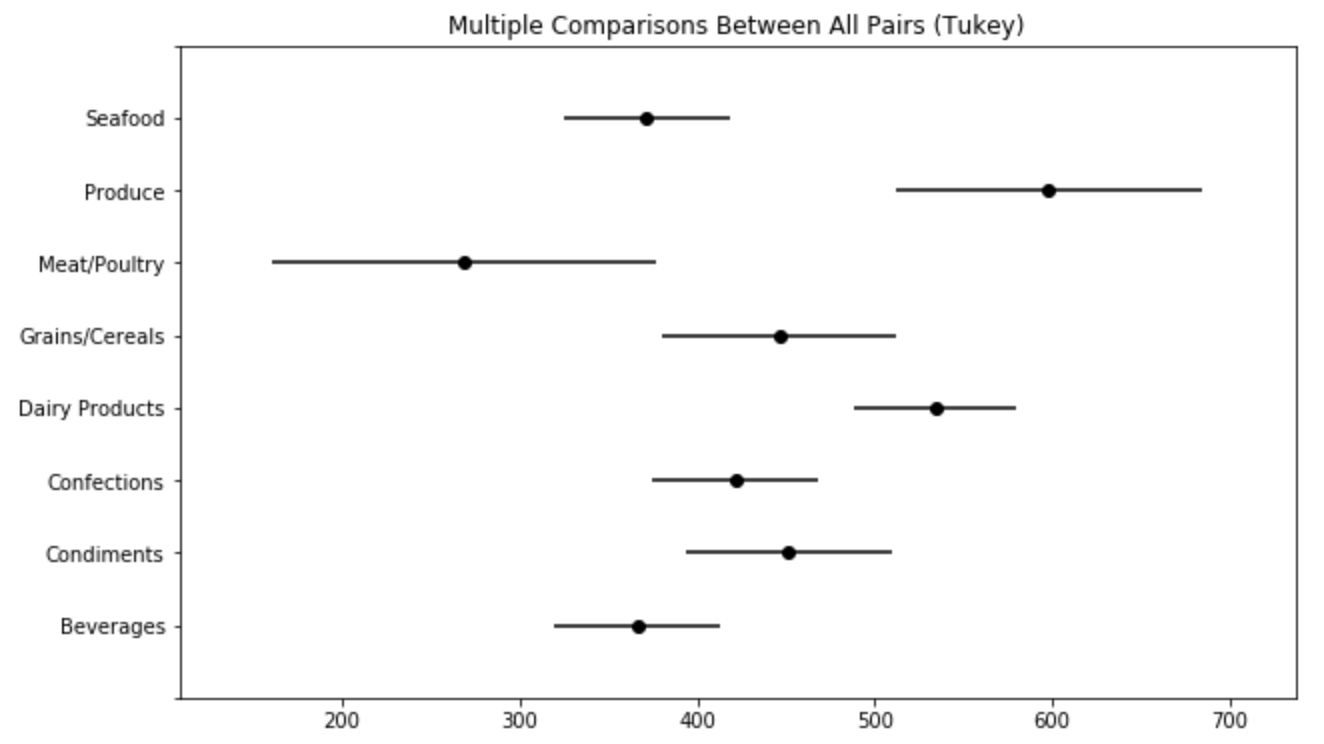 Multiple Comparisons Between All Pairs (Tukey)
Seafood
Produce
Meat/Poultry
Grains/Cereals
Dairy Products
Confections
Condiments
Beverages
200 300 400 500 600 700